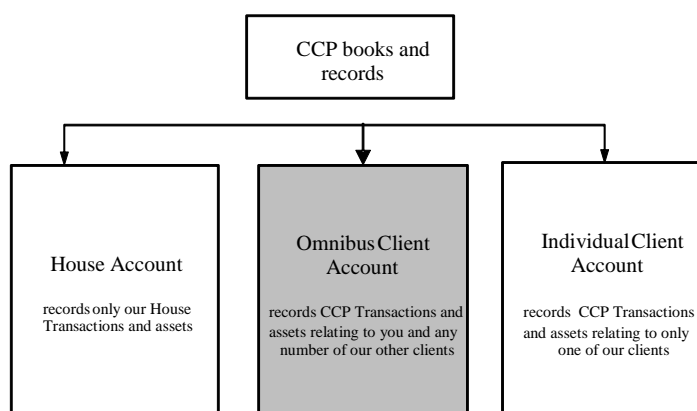 CCP books and
records
House Account
records only our House
Transactions and assets
Omnibus Client
Account
records CCP Transactions and
assets relating to you and any
number of our other clients
Individual Client
Account
records CCP Transactions
and assets relating to only
one of our clients